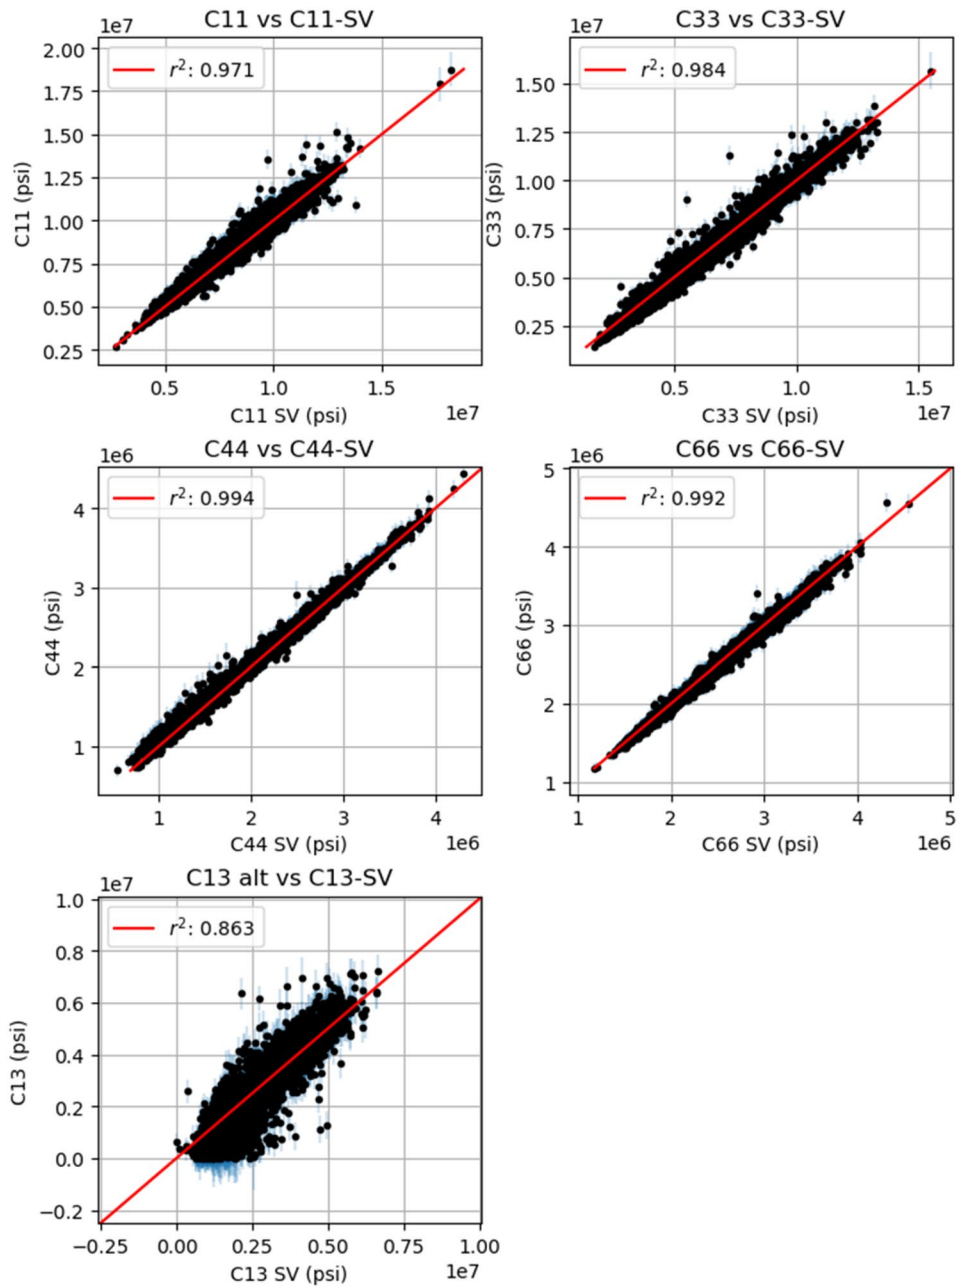 1e7 C11 vs C11-SV
2.00
1.75
1.50
1.25
1.00
0.75
0.50
0.25
C11 (psi)
r²: 0.971
0.5 1.0 1.5
1e7
C11 SV (psi)
1e7 C33 vs C33-SV
1.50
1.25
1.00
0.75
0.50
0.25
C33 (psi)
r²: 0.984
0.5 1.0 1.5
1e7
C33 SV (psi)
1e6 C44 vs C44-SV
4
3
2
1
C44 (psi)
r²: 0.994
1 2 3 4
1e6
C44 SV (psi)
1e6 C66 vs C66-SV
5
4
3
2
1
C66 (psi)
r²: 0.992
1 2 3 4 5
1e6
C66 SV (psi)
1e7 C13 alt vs C13-SV
1.0
0.8
0.6
0.4
0.2
0.0
−0.2
C13 (psi)
r²: 0.863
−0.25 0.00 0.25 0.50 0.75 1.00
1e7
C13 SV (psi)